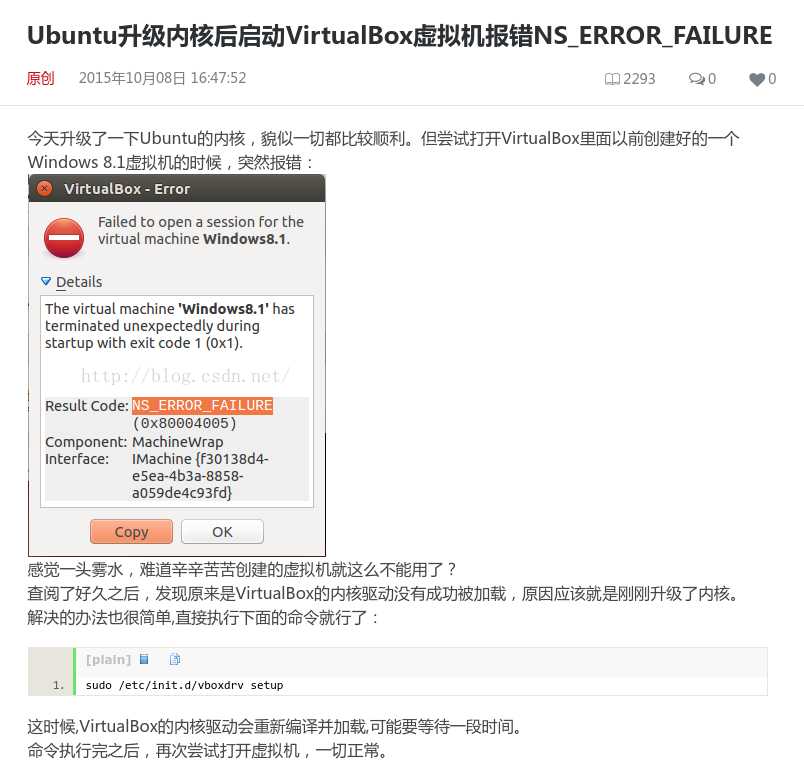 Ubuntu升级内核后启动VirtualBox虚拟机报错NS_ERROR_FAILURE
原创 2015年10月08日 16:47:52 2293 0 0
今天升级了一下Ubuntu的内核，貌似一切都比较顺利。但尝试打开VirtualBox里面以前创建好的一个
Windows 8.1虚拟机的时候，突然报错：
VirtualBox - Error
Failed to open a session for the
virtual machine Windows8.1.
Details
The virtual machine 'Windows8.1' has
terminated unexpectedly during
startup with exit code 1 (0x1).
http://blog.csdn.net/
Result Code: NS_ERROR_FAILURE
(0x80004005)
Component: MachineWrap
Interface: IMachine {f30138d4-
e5ea-4b3a-8858-
a059de4c93fd}
Copy OK
感觉一头雾水，难道辛辛苦苦创建的虚拟机就这么不能用了？
查阅了好久之后，发现原来是VirtualBox的内核驱动没有成功被加载，原因应该就是刚刚升级了内核。
解决的办法也很简单,直接执行下面的命令就行了：
[plain]
1. sudo /etc/init.d/vboxdrv setup
这时候,VirtualBox的内核驱动会重新编译并加载,可能要等待一段时间。
命令执行完之后，再次尝试打开虚拟机，一切正常。